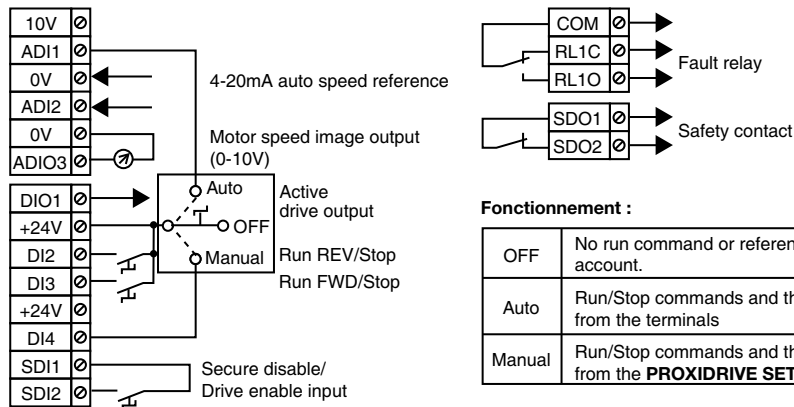 10V
ADI1
0V
ADI2
0V
ADIO3
4-20mA auto speed reference
Motor speed image output
(0-10V)
DIO1
+24V
DI2
DI3
+24V
DI4
SDI1
SDI2
Auto
OFF
Manual
Active
drive output
Run REV/Stop
Run FWD/Stop
Secure disable/
Drive enable input
COM
RL1C
RL1O
Fault relay
SDO1
SDO2
Safety contact
Fonctionnement :
OFF
No run command or referen
account.
Auto
Run/Stop commands and th
from the terminals
Manual
Run/Stop commands and th
from the PROXIDRIVE SET